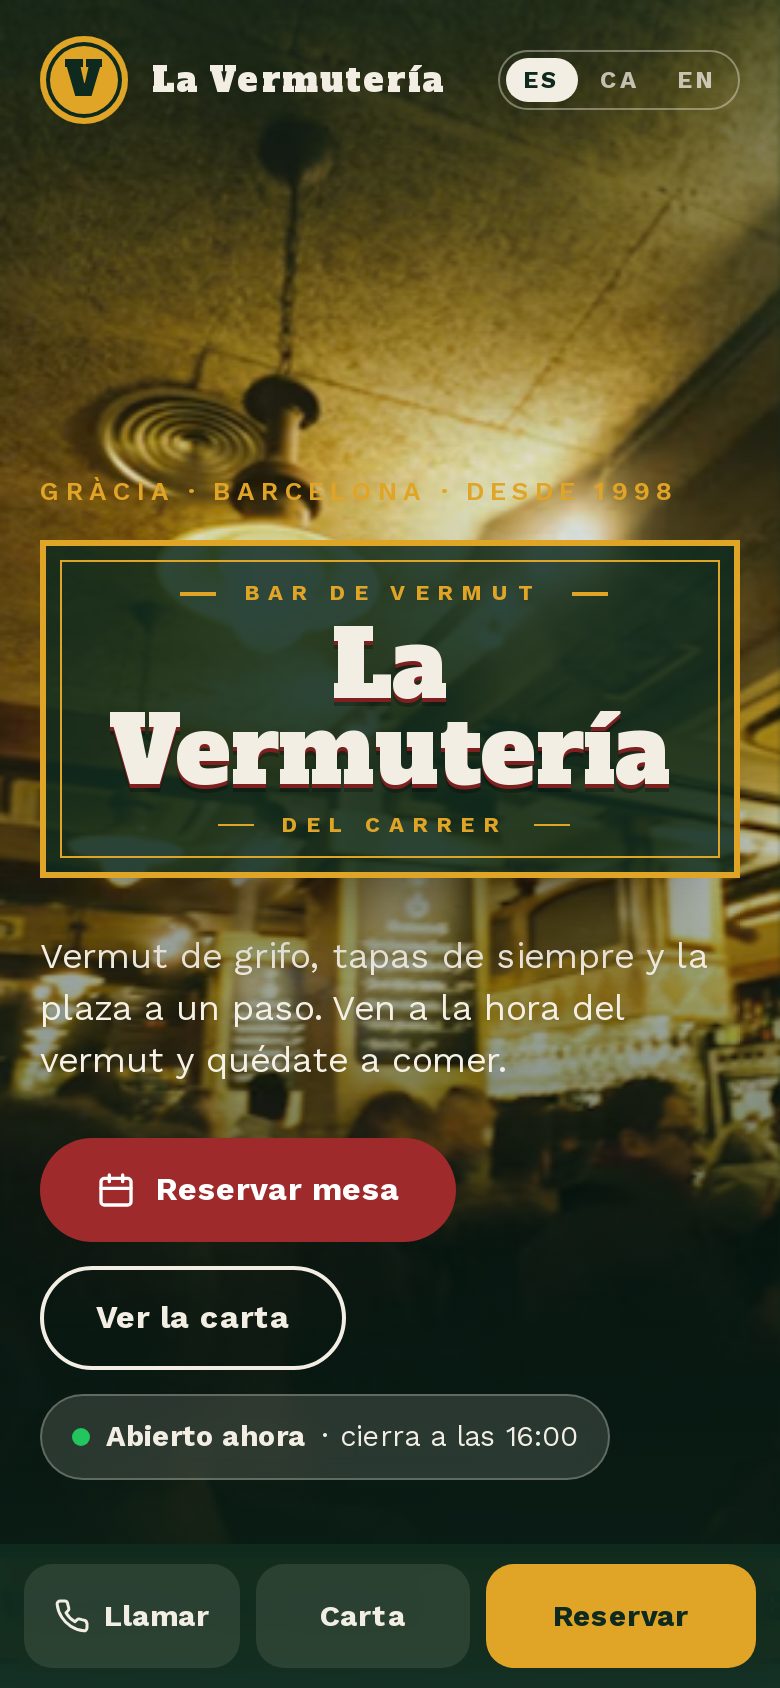 V
La Vermutería
ES CA EN
GRÀCIA · BARCELONA · DESDE 1998
BAR DE VERMUT
La
Vermutería
DEL CARRER
Vermut de grifo, tapas de siempre y la
plaza a un paso. Ven a la hora del
vermut y quédate a comer.
Reservar mesa
Ver la carta
Abierto ahora · cierra a las 16:00
Llamar
Carta
Reservar